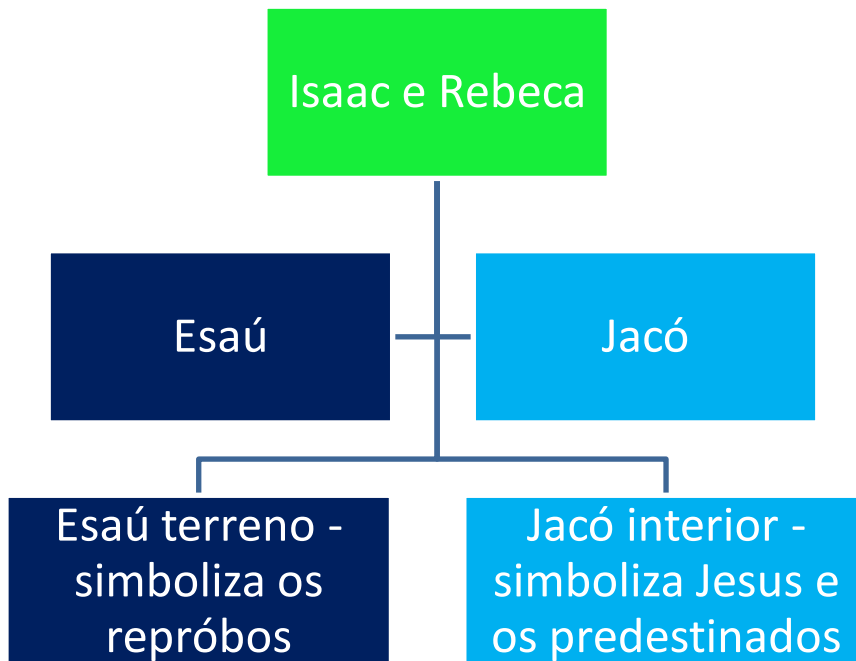 Isaac e Rebeca
Esaú
Jacó
Esaú terreno -
simboliza os
repróbos
Jacó interior -
simboliza Jesus e
os predestinados